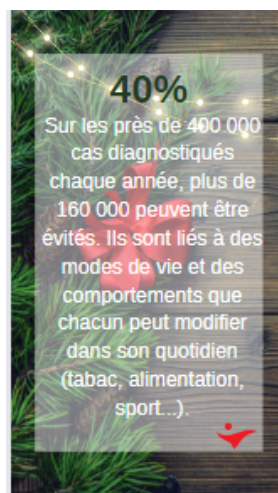 40%
Sur les près de 400 000
cas diagnostiqués
chaque année, plus de
160 000 peuvent être
évités. Ils sont liés à des
modes de vie et des
comportements que
chacun peut modifier
dans son quotidien
(tabac, alimentation,
sport...).